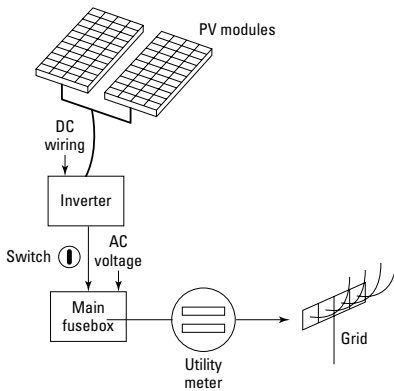 PV modules
DC
wiring
Inverter
Switch
AC
voltage
Main
fusebox
Utility
meter
Grid